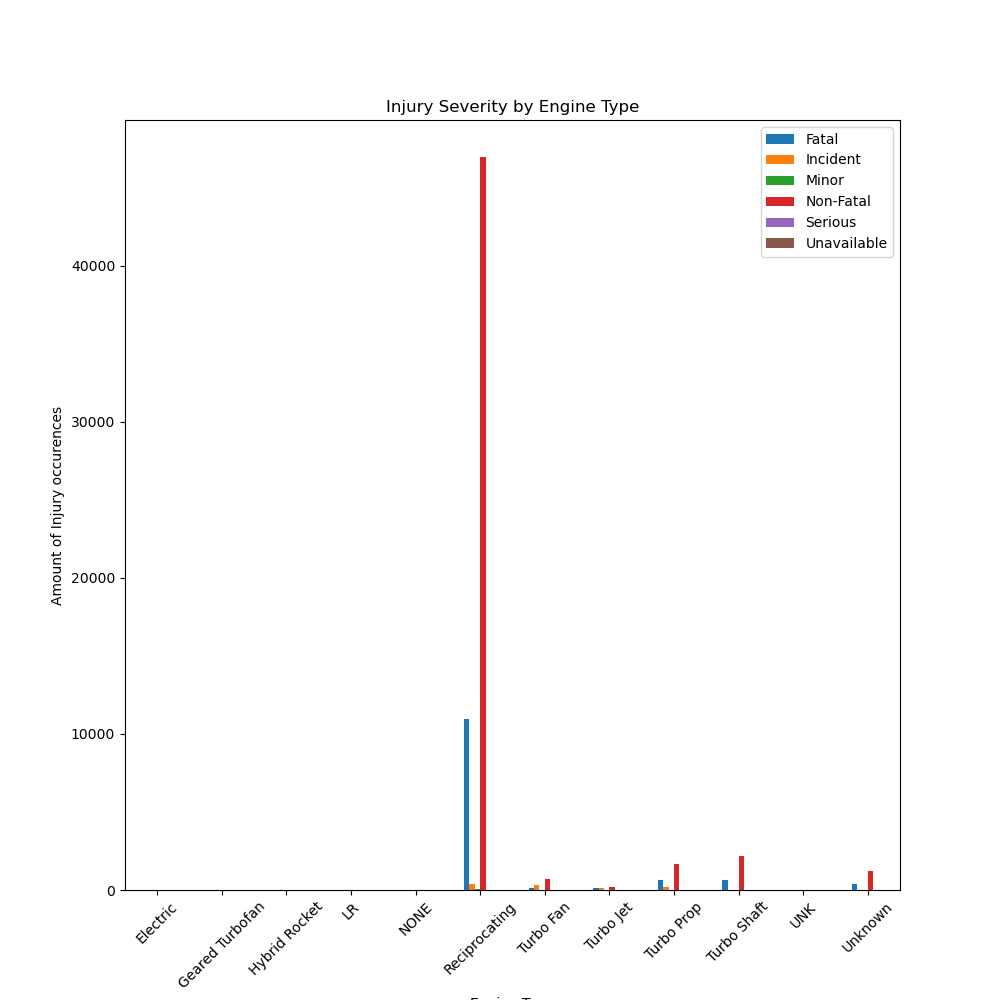 Injury Severity by Engine Type
Fatal
Incident
Minor
Non-Fatal
Serious
Unavailable
Amount of Injury occurences
40000
30000
20000
10000
0
Electric
Geared Turbofan
Hybrid Rocket
LR
NONE
Reciprocating
Turbo Fan
Turbo Jet
Turbo Prop
Turbo Shaft
UNK
Unknown